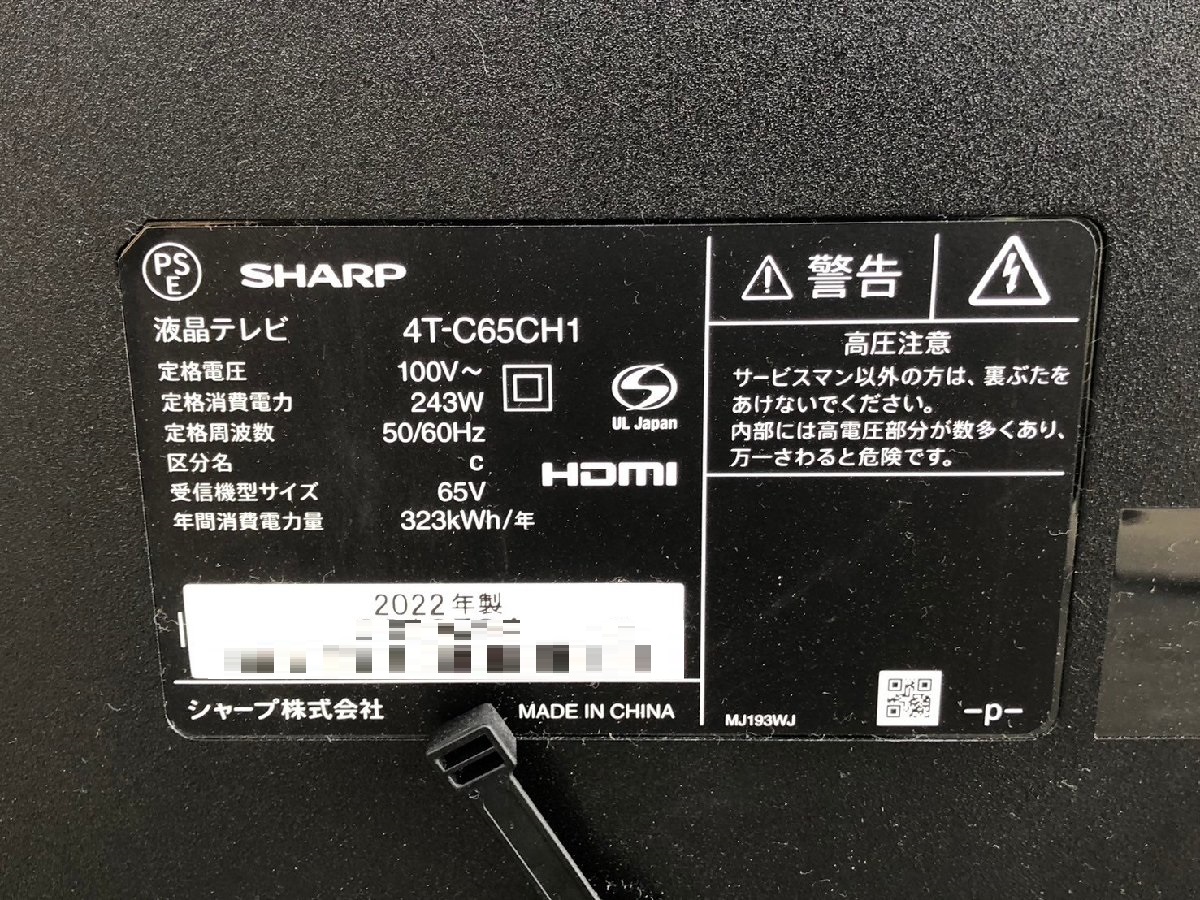 PSE SHARP
液晶テレビ 4T-C65CH1
定格電圧 100V～
定格消費電力 243W
定格周波数 50/60Hz
区分名 c
受信機型サイズ 65V
年間消費電力量 323kWh/年
UL Japan
HDMI
2022年製
シャープ株式会社 MADE IN CHINA
警告
高圧注意
サービスマン以外の方は、裏ぶたを
あけないでください。
内部には高電圧部分が数多くあり、
万一さわると危険です。
MJ193WJ
-p-